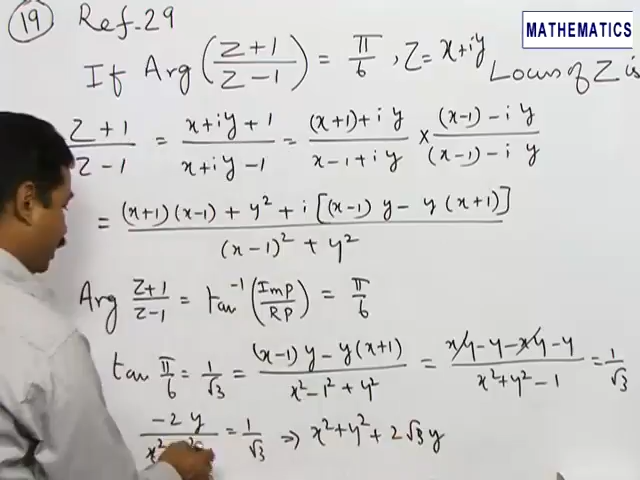 19 Ref-29
MATHEMATICS
If Arg (Z+1 / Z-1) = π/6, Z = x+iy Locus of Z is
Z+1 / Z-1 = x+iy+1 / x+iy-1 = (x+1)+iy / x-1+iy × (x-1)-iy / (x-1)-iy
= (x+1)(x-1) + y² + i [(x-1) y - y(x+1)] / (x-1)² + y²
Arg Z+1 / Z-1 = tan⁻¹ (Imp / RP) = π/6
tan π/6 = 1/√3 = (x-1)y - y(x+1) / x²-1²+y² = xy-y-xy-y / x²+y²-1 = 1/√3
-2y / x² = 1/√3 ⇒ x²+y²+2√3y